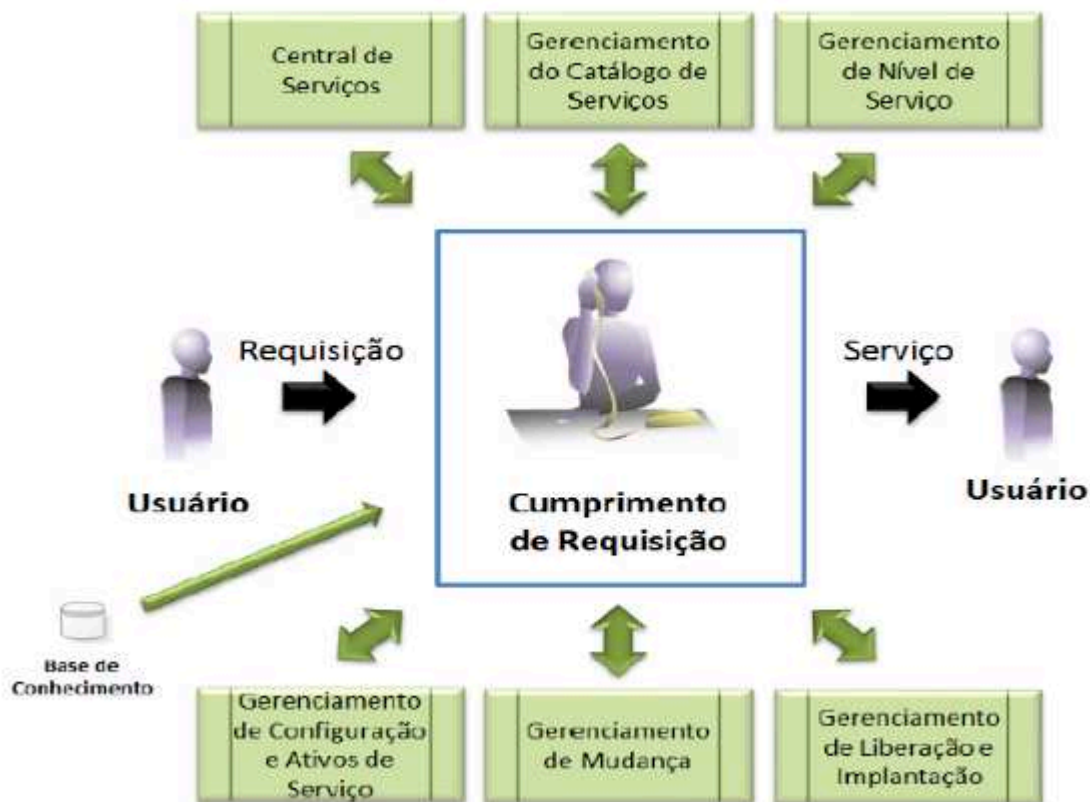 Central de
Serviços
Gerenciamento
do Catálogo de
Serviços
Gerenciamento
de Nível de
Serviço
Requisição
Serviço
Usuário
Usuário
Cumprimento
de Requisição
Base de
Conhecimento
Gerenciamento
de Configuração
e Ativos de
Serviço
Gerenciamento
de Mudança
Gerenciamento
de Liberação e
Implantação